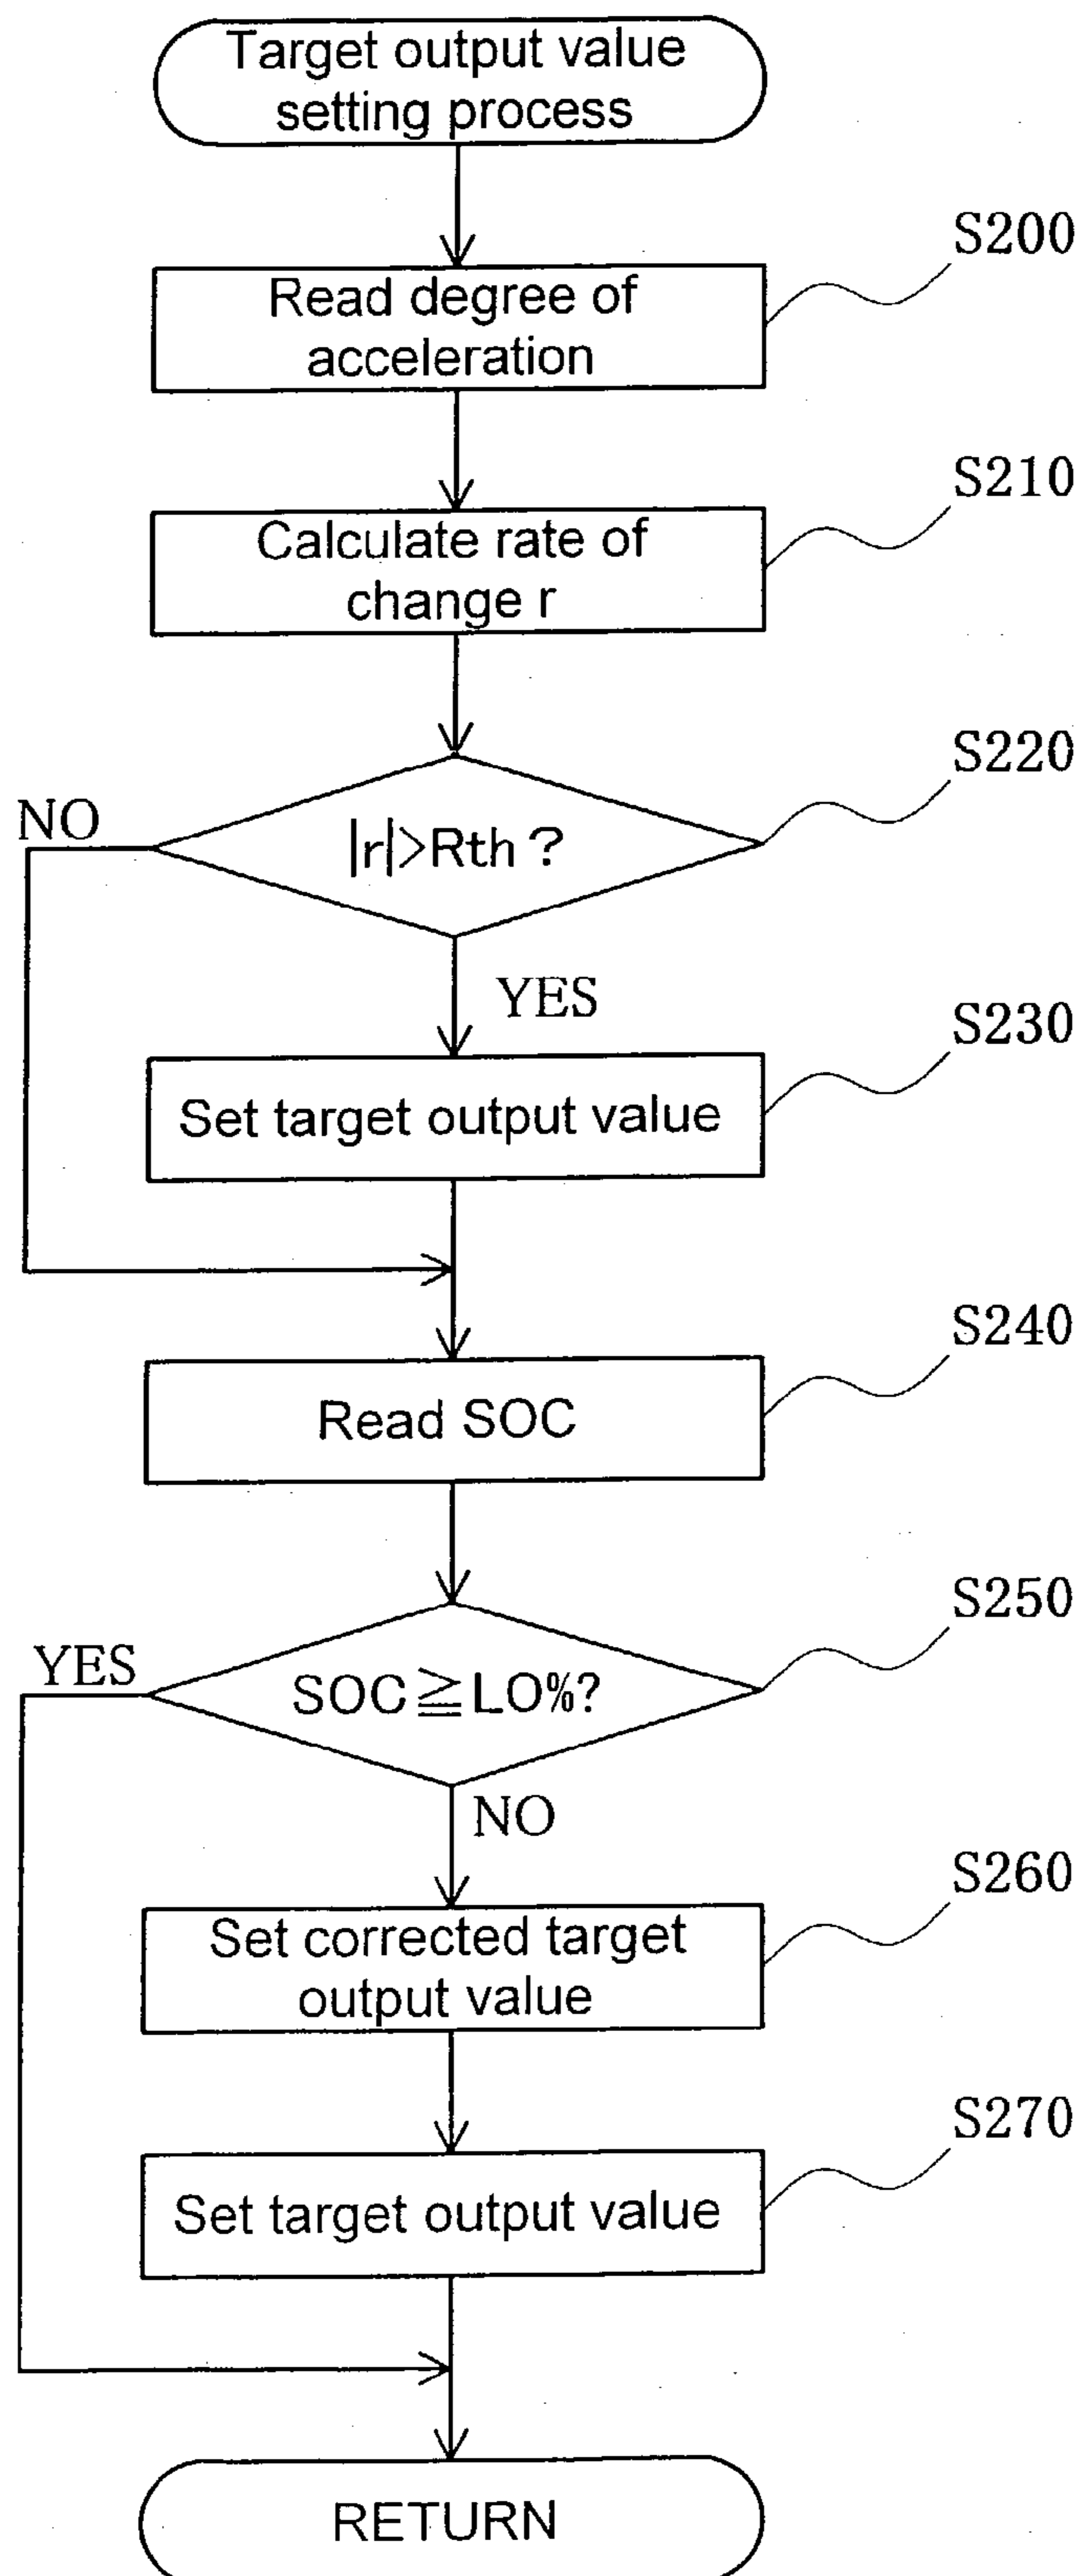 Target output value
setting process
S200
Read degree of
acceleration
S210
Calculate rate of
change r
S220
NO
|r|>Rth ?
YES
S230
Set target output value
S240
Read SOC
S250
YES
SOC≧LO%?
NO
S260
Set corrected target
output value
S270
Set target output value
RETURN